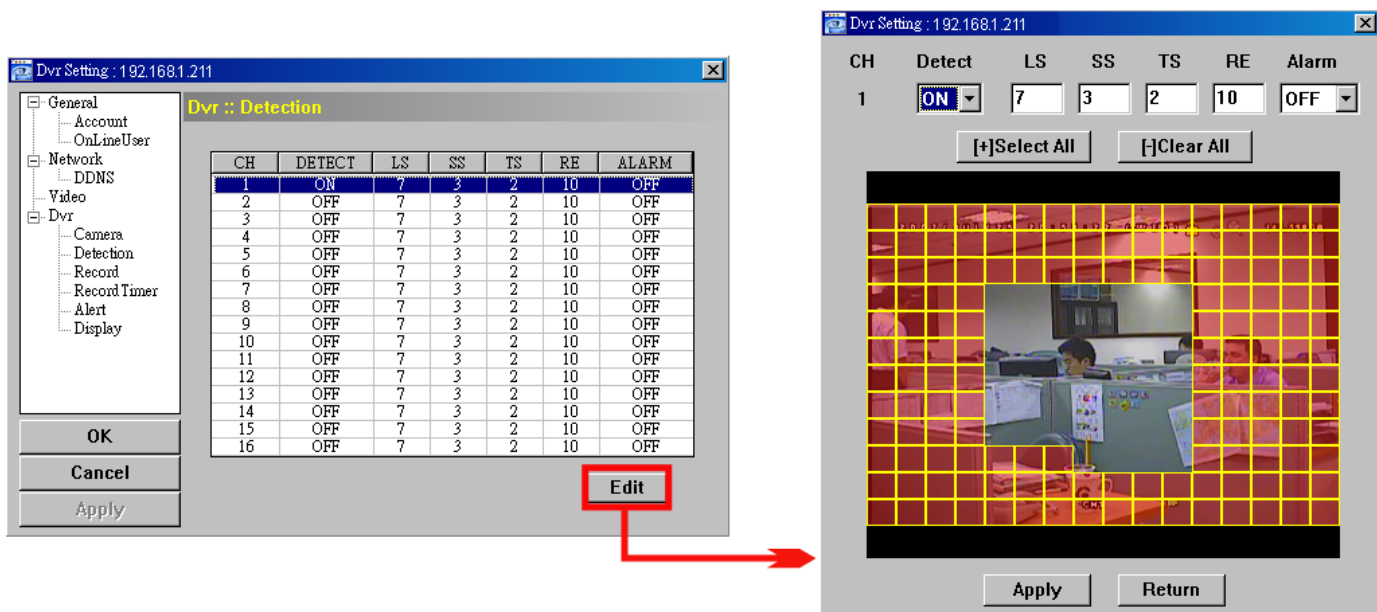 Dvr Setting : 192.168.1.211
General
Account
OnLineUser
Network
DDNS
Video
Dvr
Camera
Detection
Record
Record Timer
Alert
Display
OK
Cancel
Apply
Dvr :: Detection
CH DETECT LS SS TS RE ALARM
1 ON 7 3 2 10 OFF
2 OFF 7 3 2 10 OFF
3 OFF 7 3 2 10 OFF
4 OFF 7 3 2 10 OFF
5 OFF 7 3 2 10 OFF
6 OFF 7 3 2 10 OFF
7 OFF 7 3 2 10 OFF
8 OFF 7 3 2 10 OFF
9 OFF 7 3 2 10 OFF
10 OFF 7 3 2 10 OFF
11 OFF 7 3 2 10 OFF
12 OFF 7 3 2 10 OFF
13 OFF 7 3 2 10 OFF
14 OFF 7 3 2 10 OFF
15 OFF 7 3 2 10 OFF
16 OFF 7 3 2 10 OFF
Edit
Dvr Setting : 192.168.1.211
CH Detect LS SS TS RE Alarm
1 ON 7 3 2 10 OFF
[+]Select All [-]Clear All
Apply Return